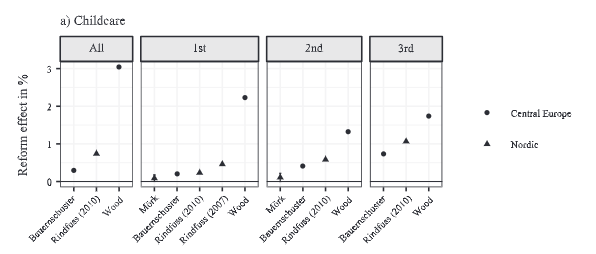 a) Childcare
All 1st 2nd 3rd
Reform effect in %
3
2
1
0
Bauernschuster
Rindfuss (2010)
Wood
Mörk
Bauernschuster
Rindfuss (2010)
Rindfuss (2007)
Wood
Mörk
Bauernschuster
Rindfuss (2010)
Wood
Bauernschuster
Rindfuss (2010)
Wood
Central Europe
Nordic